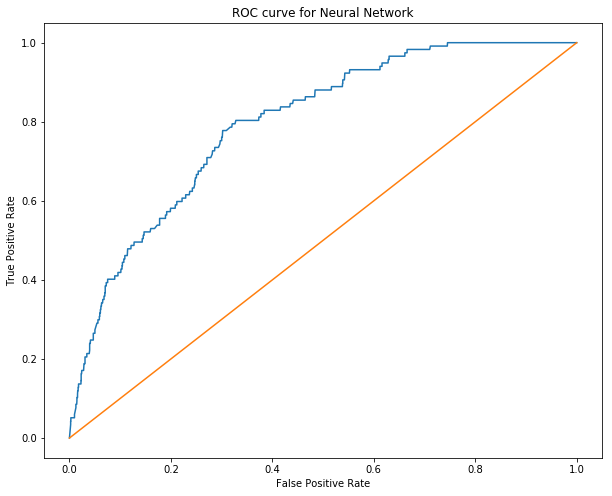 ROC curve for Neural Network
1.0
0.8
0.6
0.4
0.2
0.0
True Positive Rate
0.0 0.2 0.4 0.6 0.8 1.0
False Positive Rate